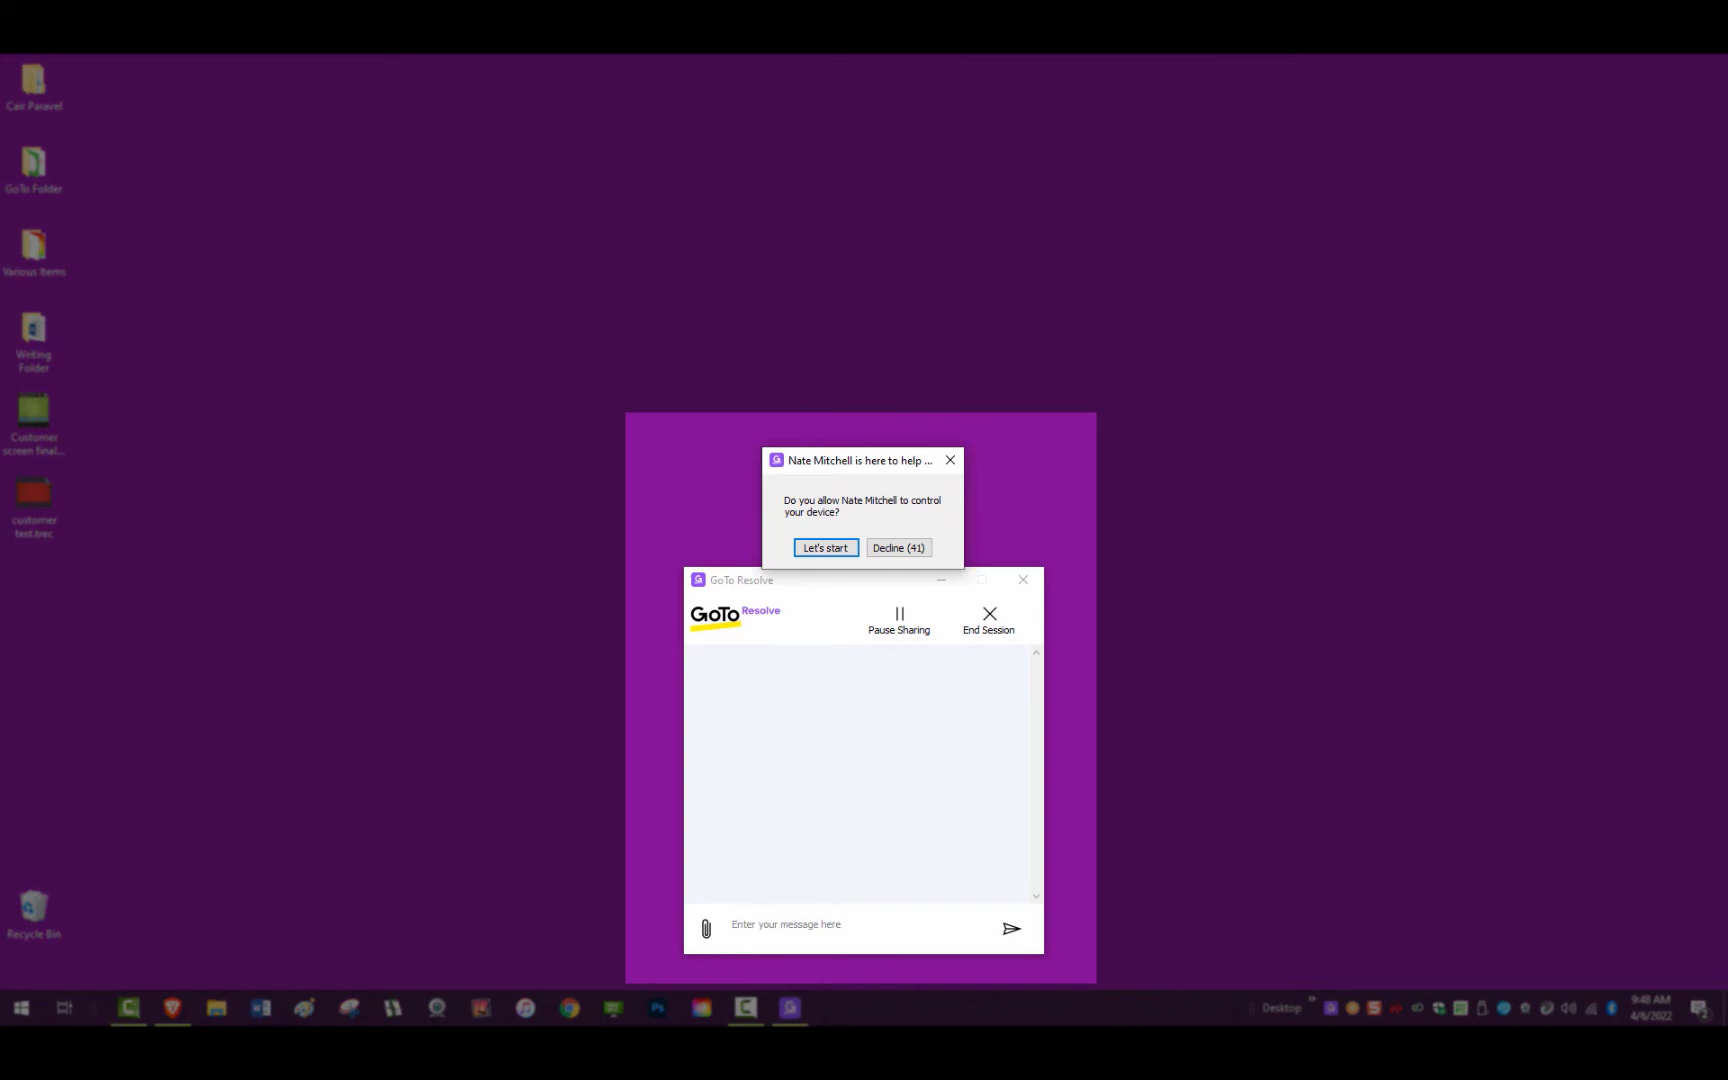 Cair Paravel
GoTo Folder
Various Items
Writing
Folder
Customer
screen final...
customer
test.trec
Recycle Bin
Nate Mitchell is here to help ...
Do you allow Nate Mitchell to control
your device?
Let's start
Decline (41)
GoTo Resolve
GoTo Resolve
Pause Sharing
End Session
Enter your message here
Ps
Desktop
9:48 AM
4/6/2022